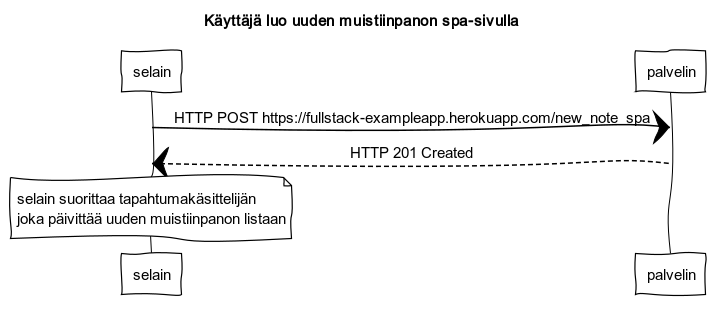 Käyttäjä luo uuden muistiinpanon spa-sivulla
selain
palvelin
HTTP POST https://fullstack-exampleapp.herokuapp.com/new_note_spa
HTTP 201 Created
selain suorittaa tapahtumakäsittelijän
joka päivittää uuden muistiinpanon listaan
selain
palvelin